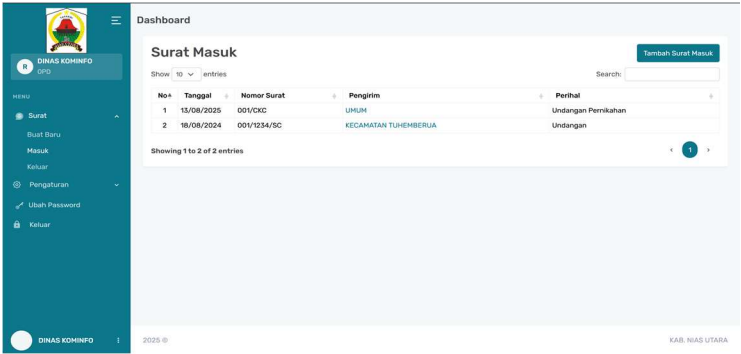 Dashboard
R
DINAS KOMINFO
OPD
MENU
Surat
Buat Baru
Masuk
Keluar
Pengaturan
Ubah Password
Keluar
DINAS KOMINFO
Surat Masuk
Tambah Surat Masuk
Show 10 entries
Search:
No Tanggal Nomor Surat Pengirim Perihal
1 13/08/2025 001/CKC UMUM Undangan Pernikahan
2 18/08/2024 001/1234/SC KECAMATAN TUHEMBERUA Undangan
Showing 1 to 2 of 2 entries
‹ 1 ›
2025 © KAB. NIAS UTARA